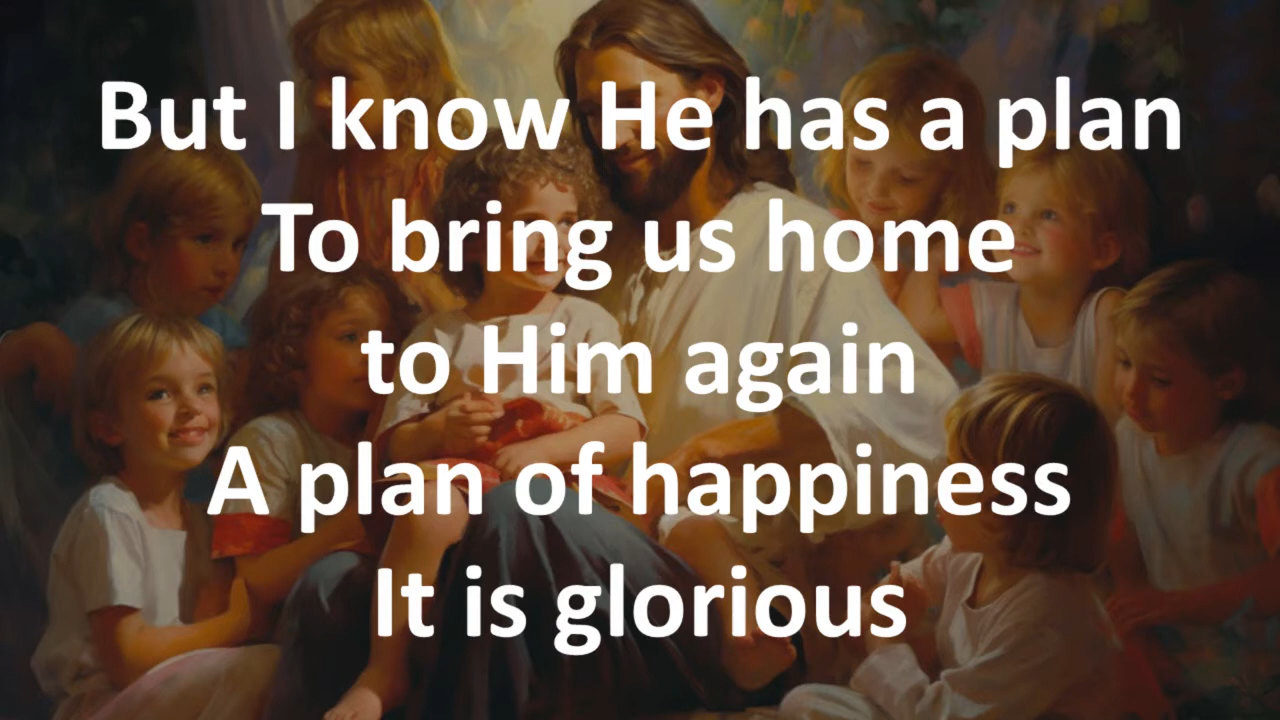 But I know He has a plan
To bring us home
to Him again
A plan of happiness
It is glorious